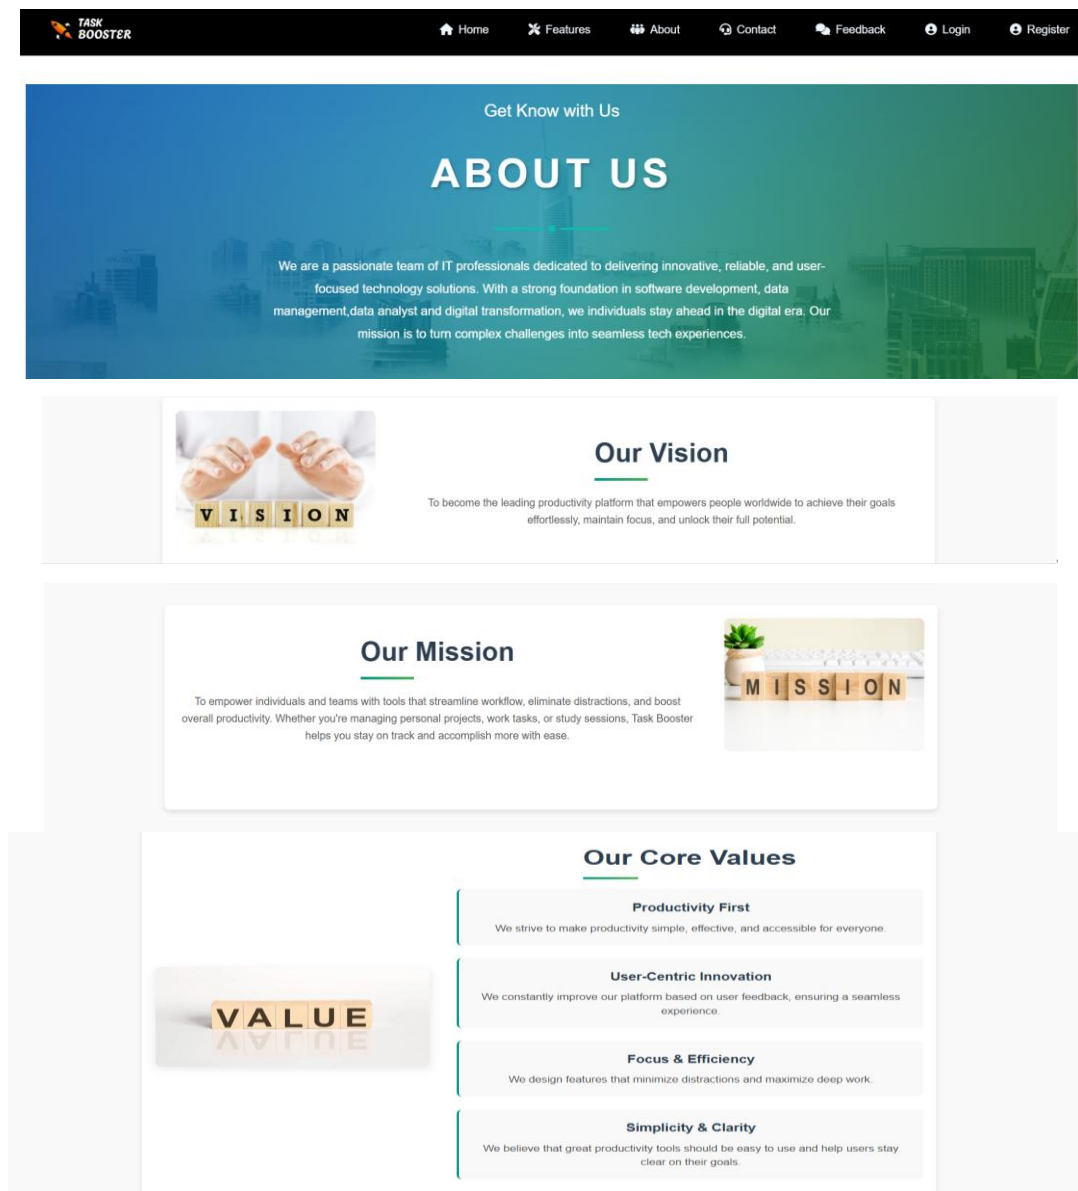 TASK
BOOSTER
Home Features About Contact Feedback Login Register
Get Know with Us
ABOUT US
We are a passionate team of IT professionals dedicated to delivering innovative, reliable, and user-
focused technology solutions. With a strong foundation in software development, data
management,data analyst and digital transformation, we individuals stay ahead in the digital era. Our
mission is to turn complex challenges into seamless tech experiences.
VISION
Our Vision
To become the leading productivity platform that empowers people worldwide to achieve their goals
effortlessly, maintain focus, and unlock their full potential.
Our Mission
To empower individuals and teams with tools that streamline workflow, eliminate distractions, and boost
overall productivity. Whether you're managing personal projects, work tasks, or study sessions, Task Booster
helps you stay on track and accomplish more with ease.
MISSION
Our Core Values
Productivity First
We strive to make productivity simple, effective, and accessible for everyone.
User-Centric Innovation
We constantly improve our platform based on user feedback, ensuring a seamless
experience.
VALUE
Focus & Efficiency
We design features that minimize distractions and maximize deep work.
Simplicity & Clarity
We believe that great productivity tools should be easy to use and help users stay
clear on their goals.